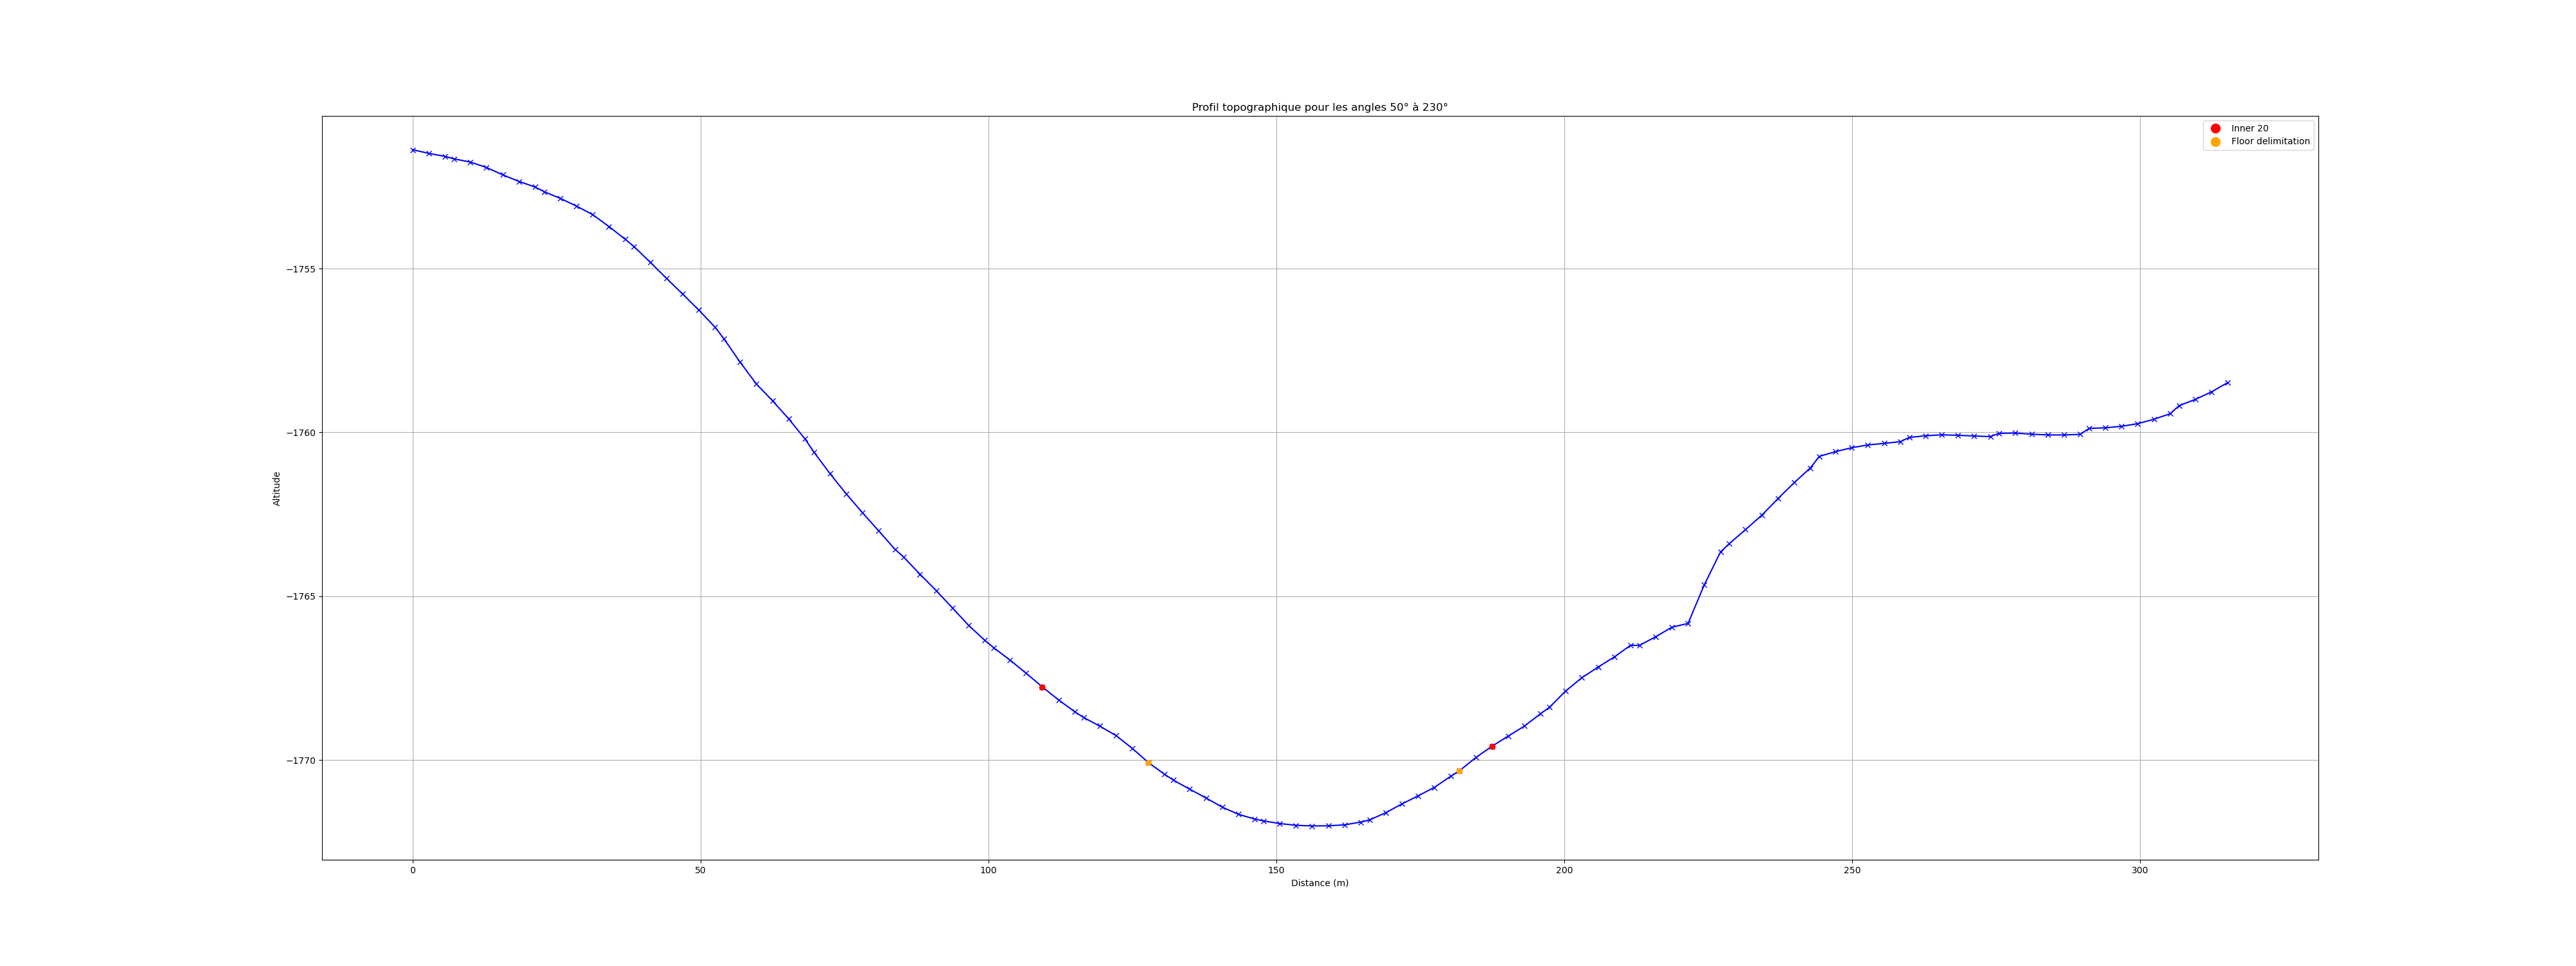 Profil topographique pour les angles 50° à 230°
Inner 20
Floor delimitation
Altitude
−1755
−1760
−1765
−1770
0
50
100
150
200
250
300
Distance (m)